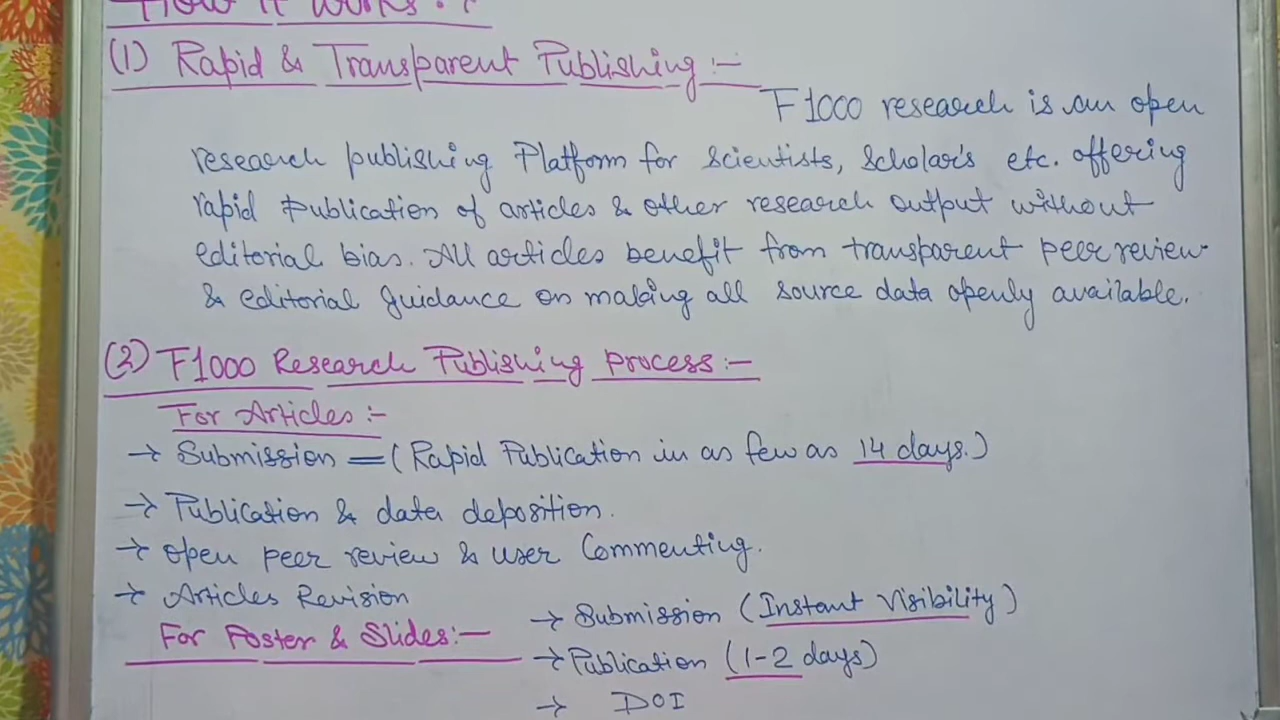 How it works:?
(1) Rapid & Transparent Publishing :-
F1000 research is an open
research publishing Platform for scientists, scholar's etc. offering
rapid publication of articles & other research output without
editorial bias. All articles benefit from transparent peer review
& editorial guidance on making all source data openly available.
(2) F1000 Research Publishing process :-
For Articles :-
→ Submission = (Rapid Publication in as few as 14 days.)
→ Publication & data deposition.
→ open peer review & user Commenting.
→ Articles Revision
For Poster & Slides :-
→ Submission (Instant Visibility)
→ Publication (1-2 days)
→ DOI